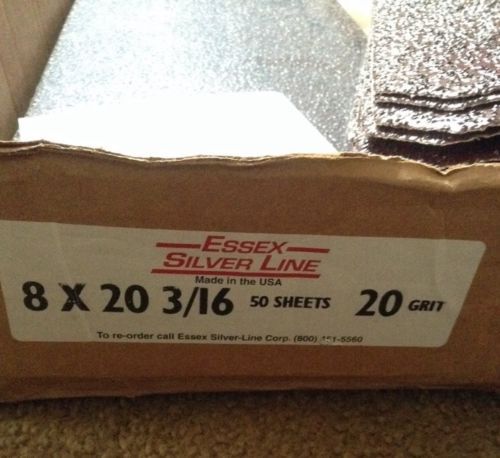 ESSEX
SILVER LINE
Made in the USA
8 X 20 3/16 50 SHEETS 20 GRIT
To re-order call Essex Silver-Line Corp. (800) -5560